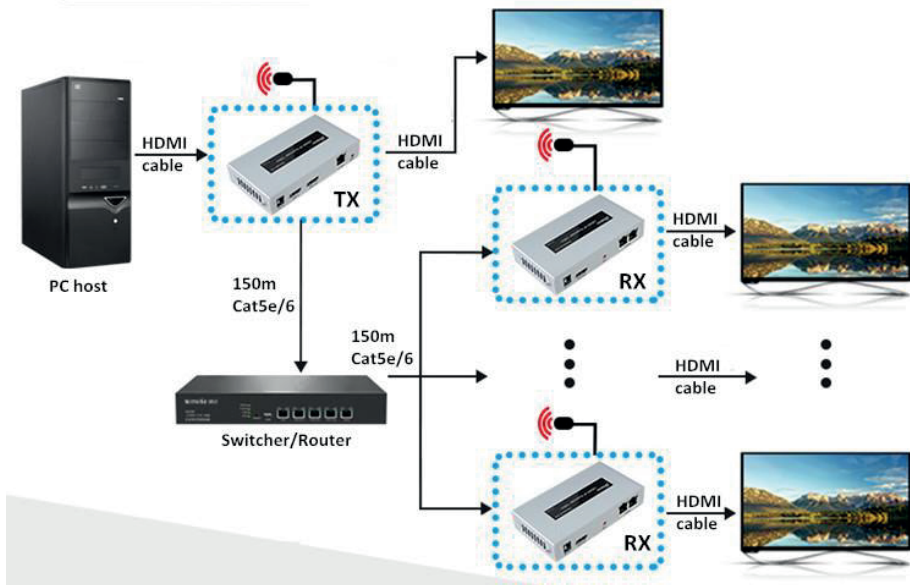 HDMI
cable
TX
HDMI
cable
HDMI
cable
RX
PC host
150m
Cat5e/6
150m
Cat5e/6
HDMI
cable
Switcher/Router
HDMI
cable
RX